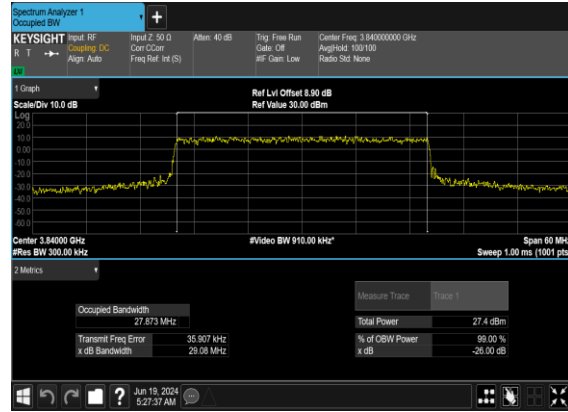 Spectrum Analyzer 1
Occupied BW
KEYSIGHT
R T
LM
Input: RF
Coupling: DC
Align: Auto
Input Z: 50 Ω
Corr CCorr
Freq Ref: Int (S)
Atten: 40 dB
Trig: Free Run
Gate: Off
#IF Gain: Low
Center Freq: 3.840000000 GHz
Avg|Hold: 100/100
Radio Std: None
1 Graph
Scale/Div 10.0 dB
Ref Lvl Offset 8.90 dB
Ref Value 30.00 dBm
Log
20.0
10.0
0.00
-10.0
-20.0
-30.0
-40.0
-50.0
-60.0
Center 3.84000 GHz
#Res BW 300.00 kHz
#Video BW 910.00 kHz*
Span 60 MHz
Sweep 1.00 ms (1001 pts
2 Metrics
Measure Trace Trace 1
Occupied Bandwidth
27.873 MHz
Total Power 27.4 dBm
Transmit Freq Error 35.907 kHz
% of OBW Power 99.00 %
x dB Bandwidth 29.08 MHz
x dB -26.00 dB
?
Jun 19, 2024
5:27:37 AM